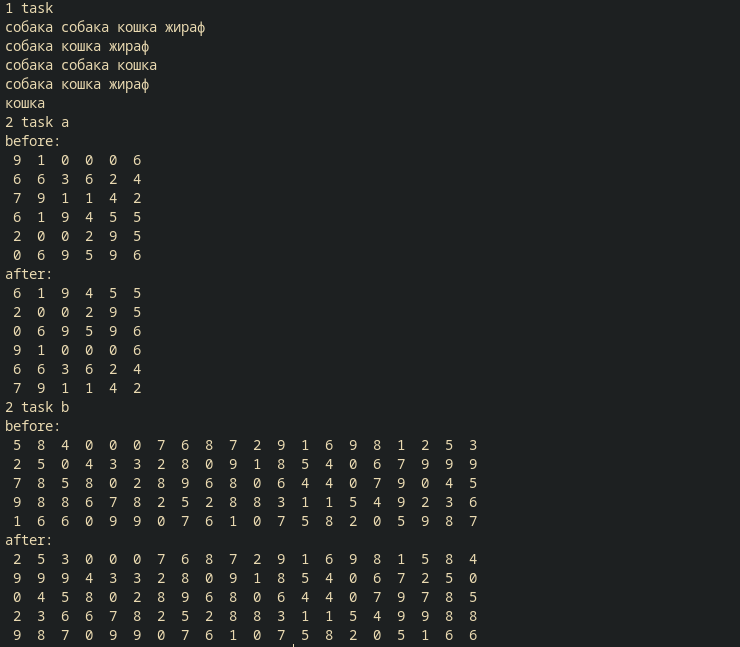 1 task
собака собака кошка жираф
собака кошка жираф
собака собака кошка
собака кошка жираф
кошка
2 task a
before:
9 1 0 0 0 6
6 6 3 6 2 4
7 9 1 1 4 2
6 1 9 4 5 5
2 0 0 2 9 5
0 6 9 5 9 6
after:
6 1 9 4 5 5
2 0 0 2 9 5
0 6 9 5 9 6
9 1 0 0 0 6
6 6 3 6 2 4
7 9 1 1 4 2
2 task b
before:
5 8 4 0 0 0 7 6 8 7 2 9 1 6 9 8 1 2 5 3
2 5 0 4 3 3 2 8 0 9 1 8 5 4 0 6 7 9 9 9
7 8 5 8 0 2 8 9 6 8 0 6 4 4 0 7 9 0 4 5
9 8 8 6 7 8 2 5 2 8 8 3 1 1 5 4 9 2 3 6
1 6 6 0 9 9 0 7 6 1 0 7 5 8 2 0 5 9 8 7
after:
2 5 3 0 0 0 7 6 8 7 2 9 1 6 9 8 1 5 8 4
9 9 9 4 3 3 2 8 0 9 1 8 5 4 0 6 7 2 5 0
0 4 5 8 0 2 8 9 6 8 0 6 4 4 0 7 9 7 8 5
2 3 6 6 7 8 2 5 2 8 8 3 1 1 5 4 9 9 8 8
9 8 7 0 9 9 0 7 6 1 0 7 5 8 2 0 5 1 6 6